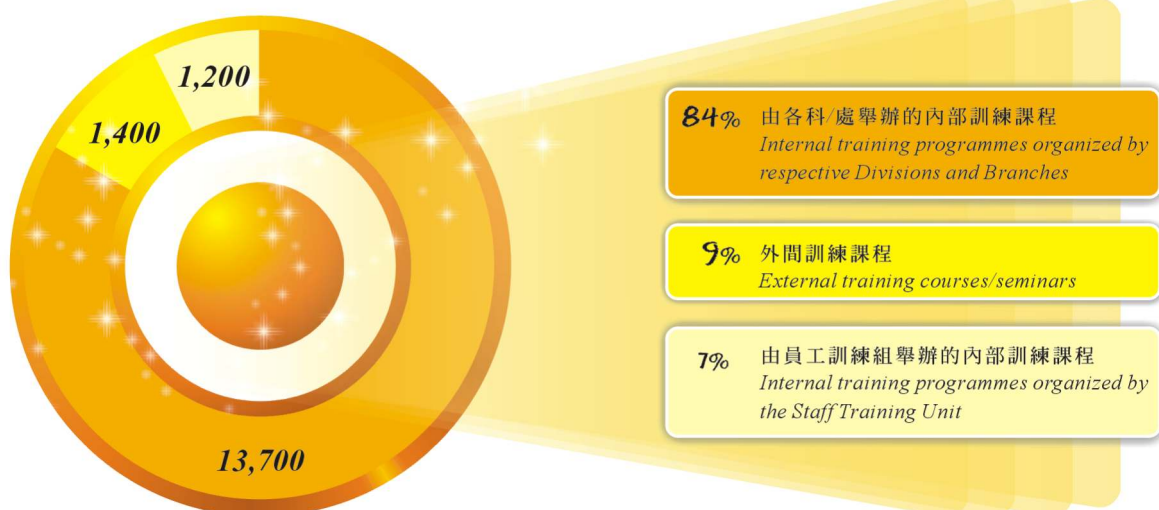 1,200
1,400
13,700
84% 由各科/處舉辦的內部訓練課程
Internal training programmes organized by
respective Divisions and Branches
9% 外間訓練課程
External training courses/seminars
7% 由員工訓練組舉辦的內部訓練課程
Internal training programmes organized by
the Staff Training Unit